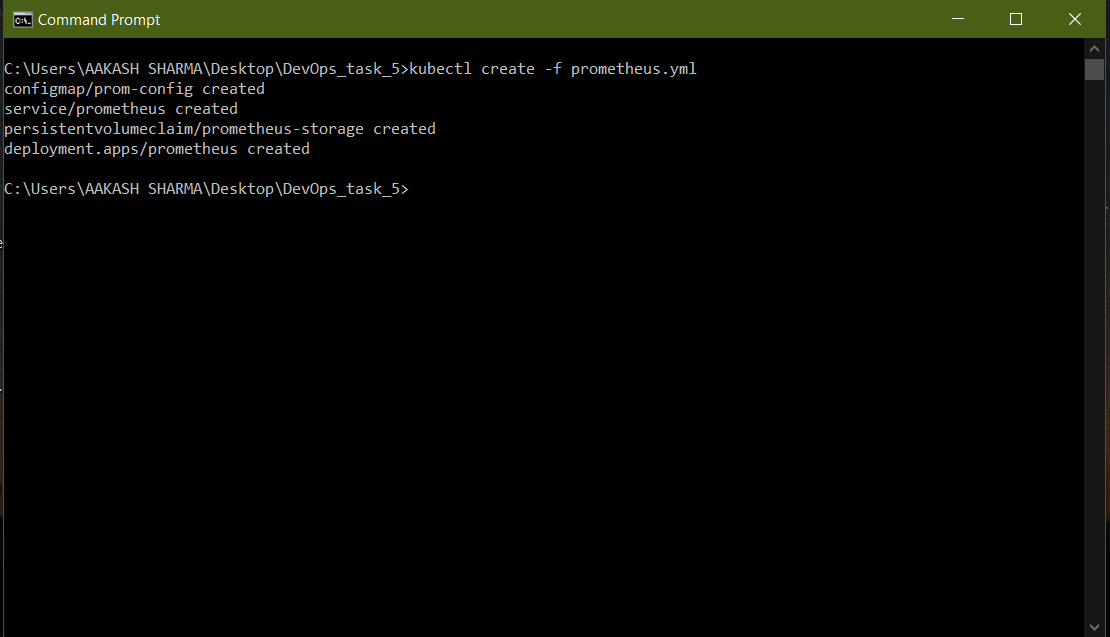 Command Prompt
C:\Users\AAKASH SHARMA\Desktop\DevOps_task_5>kubectl create -f prometheus.yml
configmap/prom-config created
service/prometheus created
persistentvolumeclaim/prometheus-storage created
deployment.apps/prometheus created
C:\Users\AAKASH SHARMA\Desktop\DevOps_task_5>